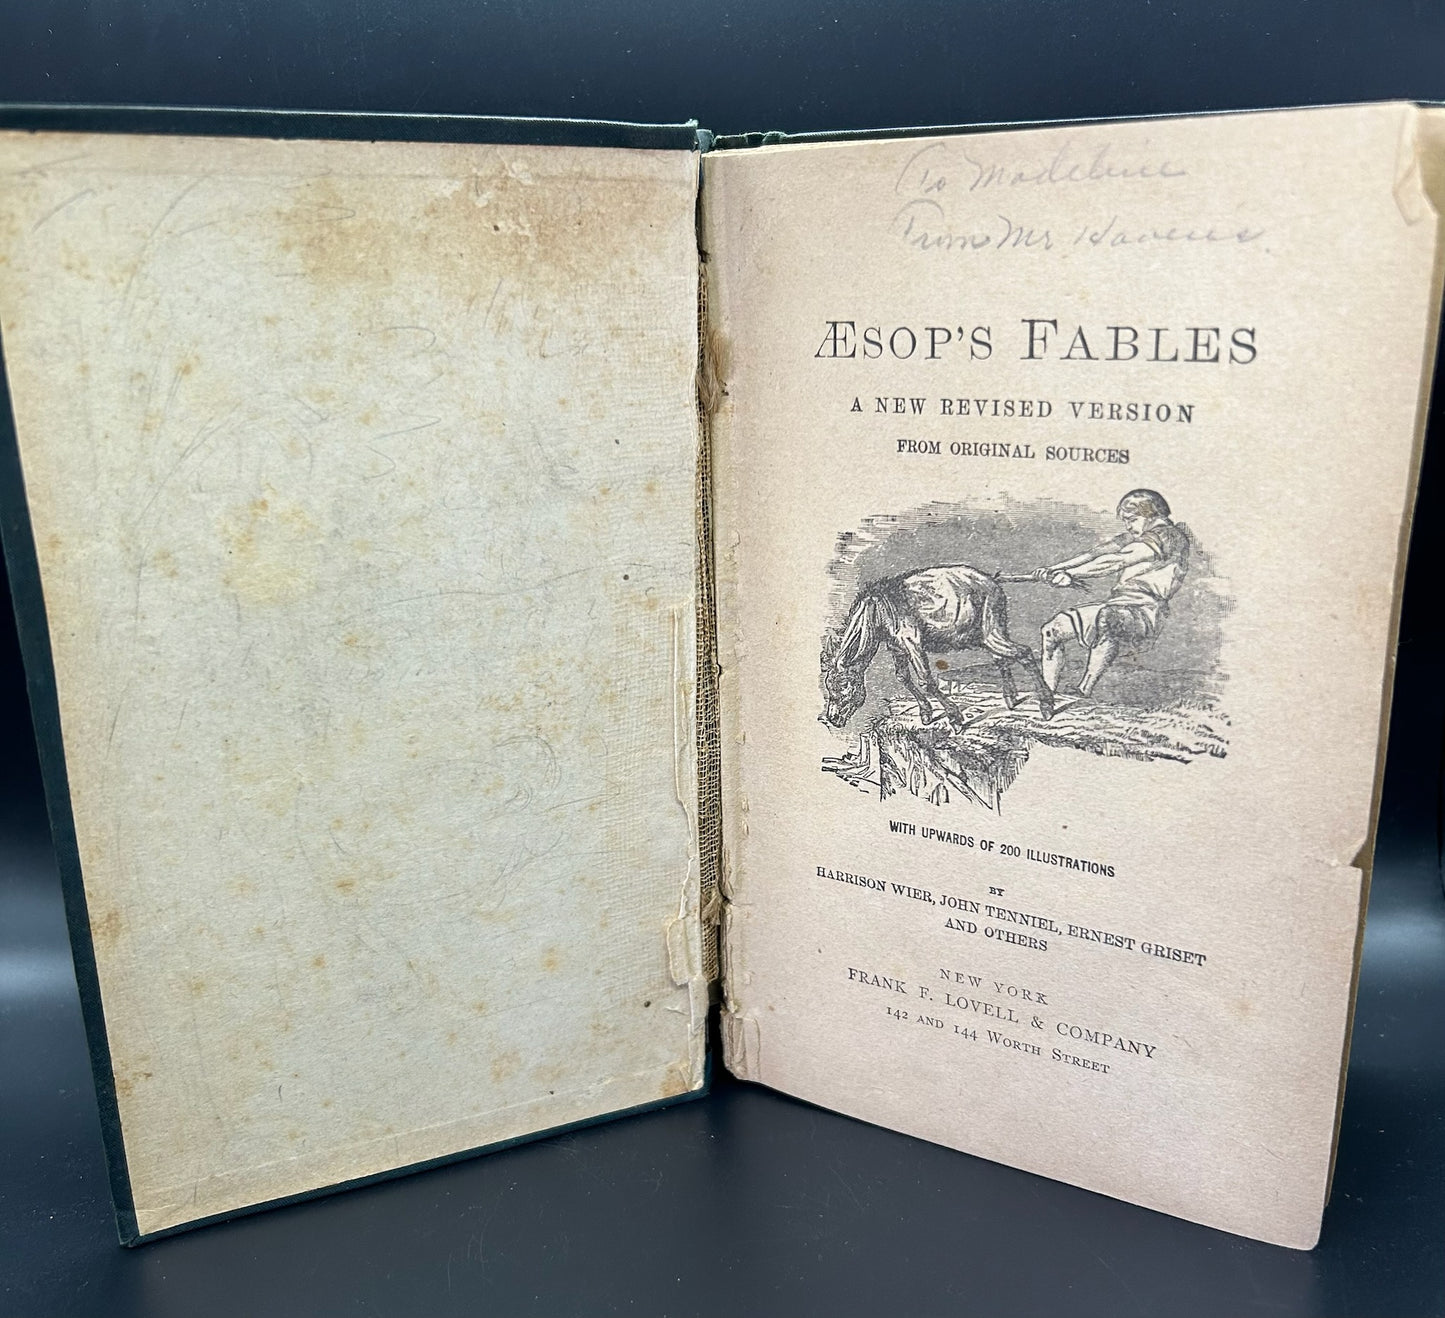 To Madeline
From Mr Havens.
ÆSOP'S FABLES
A NEW REVISED VERSION
FROM ORIGINAL SOURCES
WITH UPWARDS OF 200 ILLUSTRATIONS
BY
HARRISON WIER, JOHN TENNIEL, ERNEST GRISET
AND OTHERS
NEW YORK
FRANK F. LOVELL & COMPANY
142 AND 144 WORTH STREET